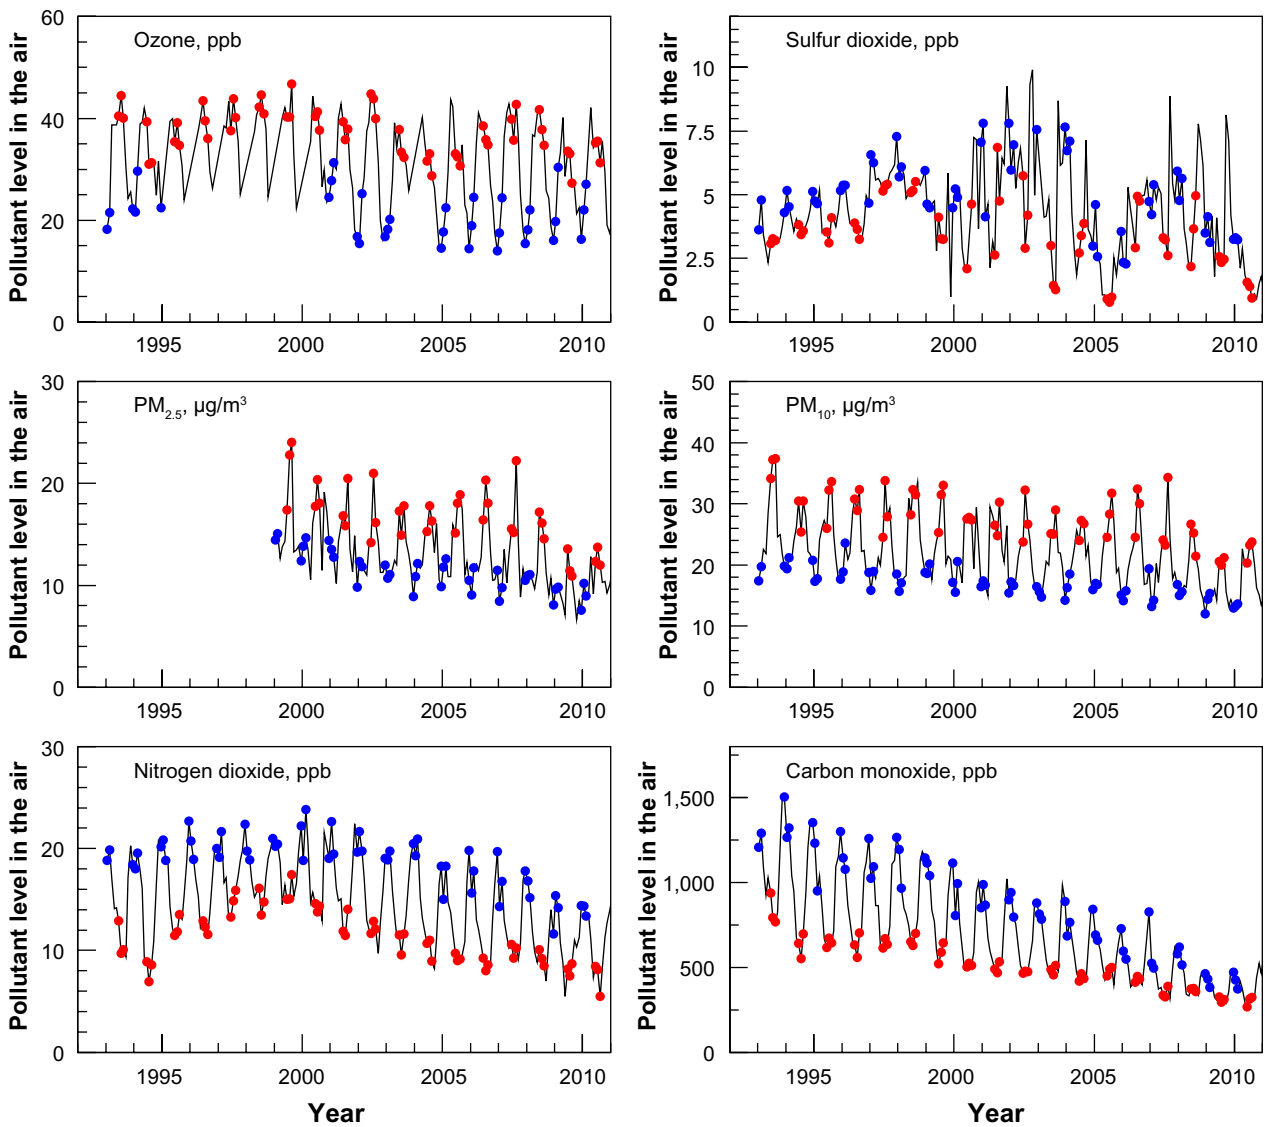 Ozone, ppb
Pollutant level in the air
60
40
20
0
1995 2000 2005 2010
Sulfur dioxide, ppb
Pollutant level in the air
10
7.5
5
2.5
0
1995 2000 2005 2010
PM2.5, µg/m³
Pollutant level in the air
30
20
10
0
1995 2000 2005 2010
PM10, µg/m³
Pollutant level in the air
50
40
30
20
10
0
1995 2000 2005 2010
Nitrogen dioxide, ppb
Pollutant level in the air
30
20
10
0
1995 2000 2005 2010
Year
Carbon monoxide, ppb
Pollutant level in the air
1,500
1,000
500
0
1995 2000 2005 2010
Year